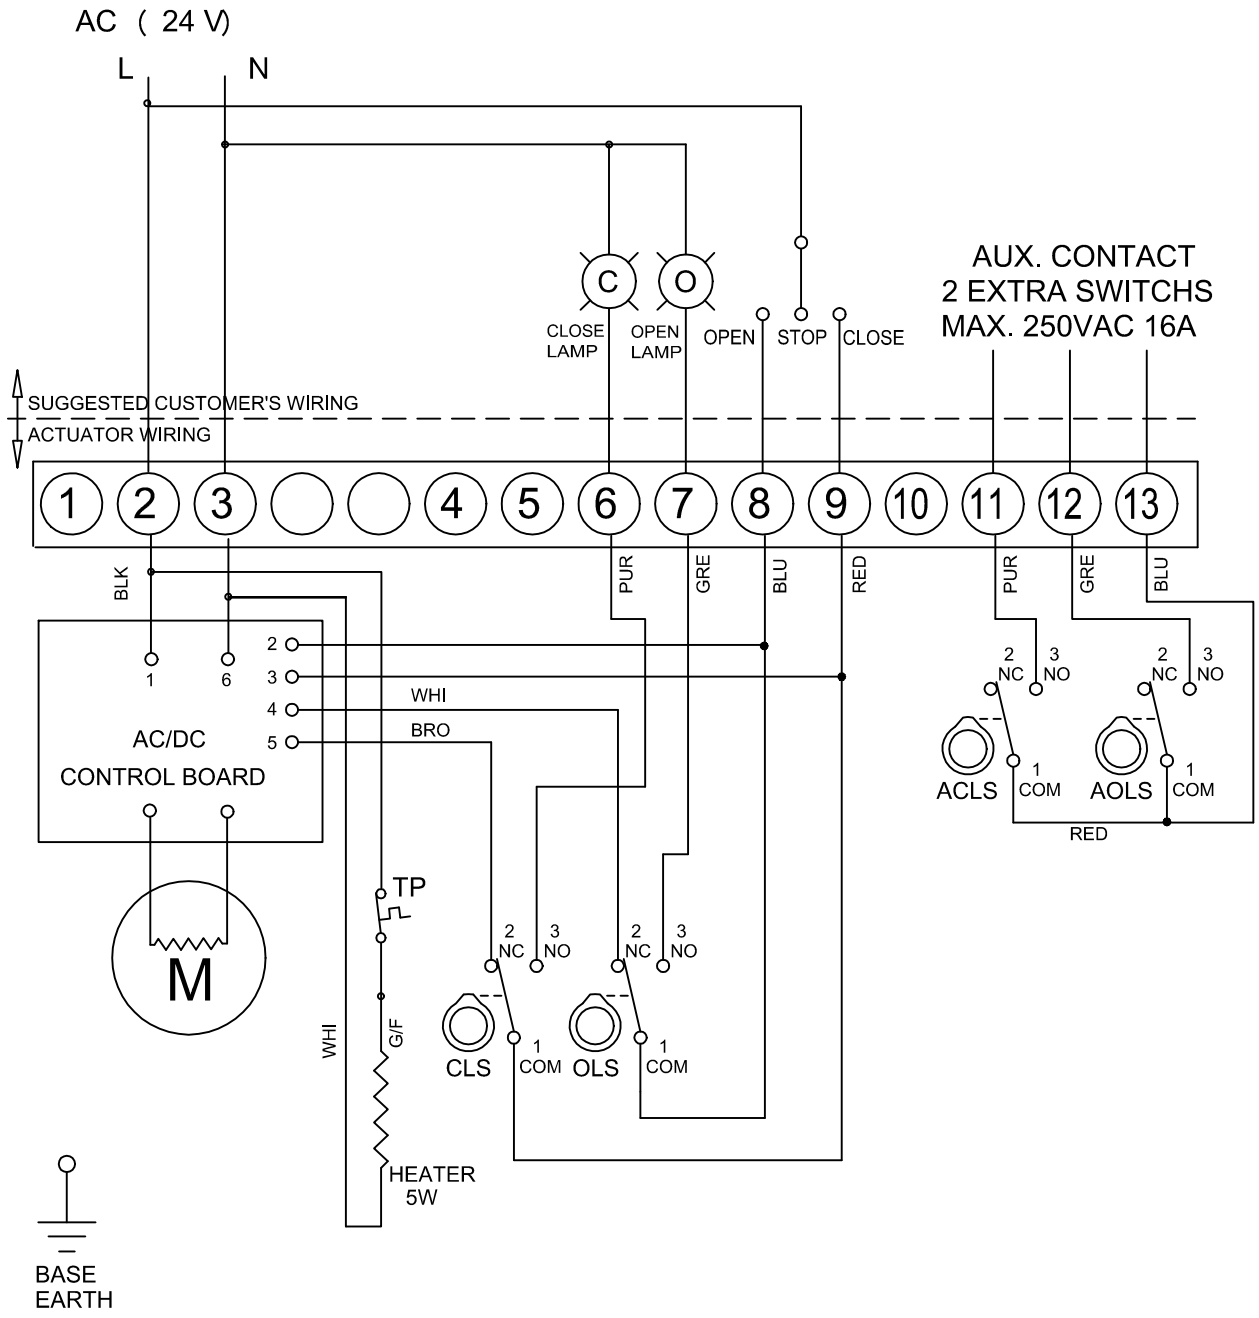 AC ( 24 V)
L N
AUX. CONTACT
2 EXTRA SWITCHS
MAX. 250VAC 16A
C O
CLOSE
LAMP
OPEN
LAMP
OPEN STOP CLOSE
SUGGESTED CUSTOMER'S WIRING
ACTUATOR WIRING
1 2 3 4 5 6 7 8 9 10 11 12 13
BLK PUR GRE BLU RED PUR GRE BLU
2
3
4 WHI
5 BRO
1 6
AC/DC
CONTROL BOARD
2 3
NC NO
2 3
NC NO
ACLS
1
COM
AOLS
1
COM
RED
TP
M
2 3
NC NO
2 3
NC NO
WHI G/F
CLS
1
COM
OLS
1
COM
HEATER
5W
BASE
EARTH